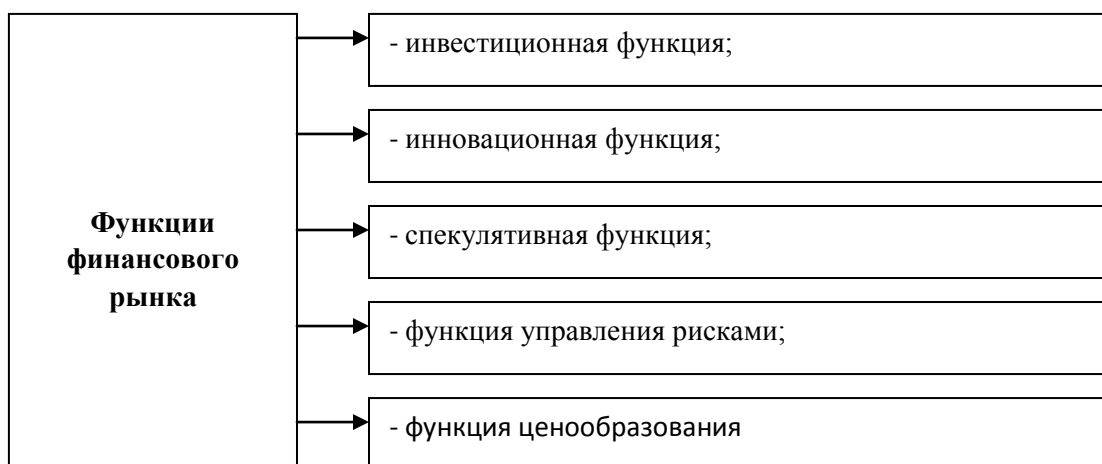 Функции
финансового
рынка
- инвестиционная функция;
- инновационная функция;
- спекулятивная функция;
- функция управления рисками;
- функция ценообразования